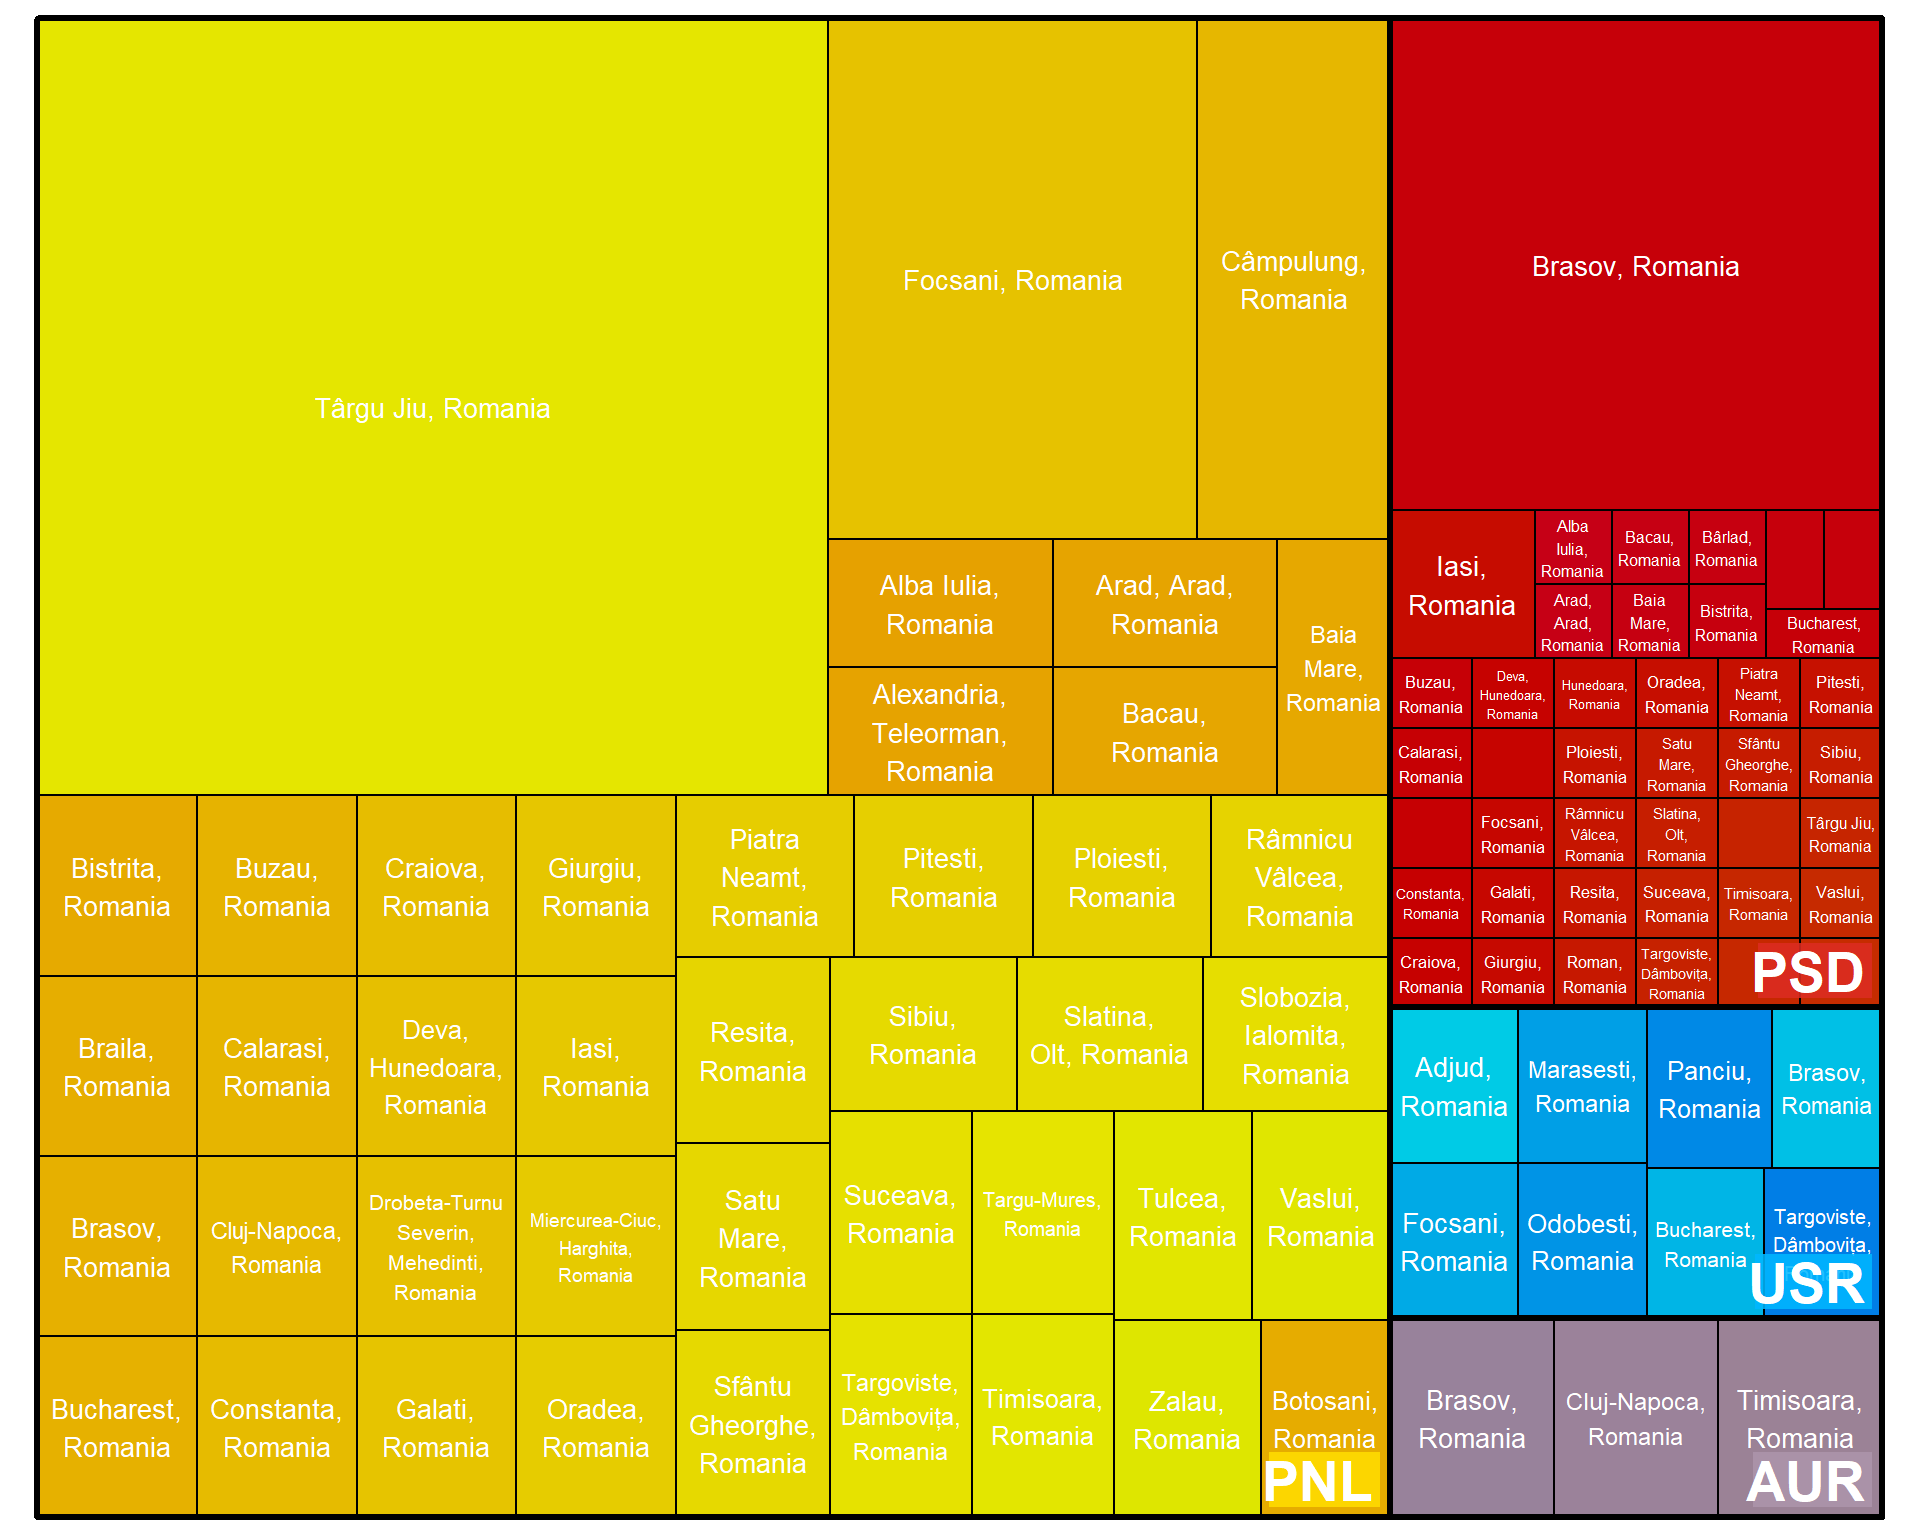 Târgu Jiu, Romania
Focsani, Romania
Câmpulung,
Romania
Alba Iulia,
Romania
Arad, Arad,
Romania
Baia
Mare,
Romania
Alexandria,
Teleorman,
Romania
Bacau,
Romania
Bistrita,
Romania
Buzau,
Romania
Craiova,
Romania
Giurgiu,
Romania
Piatra
Neamt,
Romania
Pitesti,
Romania
Ploiesti,
Romania
Râmnicu
Vâlcea,
Romania
Braila,
Romania
Calarasi,
Romania
Deva,
Hunedoara,
Romania
Iasi,
Romania
Resita,
Romania
Sibiu,
Romania
Slatina,
Olt, Romania
Slobozia,
Ialomita,
Romania
Brasov,
Romania
Cluj-Napoca,
Romania
Drobeta-Turnu
Severin,
Mehedinti,
Romania
Miercurea-Ciuc,
Harghita,
Romania
Satu
Mare,
Romania
Suceava,
Romania
Targu-Mures,
Romania
Tulcea,
Romania
Vaslui,
Romania
Bucharest,
Romania
Constanta,
Romania
Galati,
Romania
Oradea,
Romania
Sfântu
Gheorghe,
Romania
Targoviste,
Dâmbovița,
Romania
Timisoara,
Romania
Zalau,
Romania
Botosani,
Romania
PNL
Brasov, Romania
Iasi,
Romania
Alba
Iulia,
Romania
Bacau,
Romania
Bârlad,
Romania
Arad,
Arad,
Romania
Baia
Mare,
Romania
Bistrita,
Romania
Bucharest,
Romania
Buzau,
Romania
Deva,
Hunedoara,
Romania
Hunedoara,
Romania
Oradea,
Romania
Piatra
Neamt,
Romania
Pitesti,
Romania
Calarasi,
Romania
Ploiesti,
Romania
Satu
Mare,
Romania
Sfântu
Gheorghe,
Romania
Sibiu,
Romania
Focsani,
Romania
Râmnicu
Vâlcea,
Romania
Slatina,
Olt,
Romania
Târgu Jiu,
Romania
Constanta,
Romania
Galati,
Romania
Resita,
Romania
Suceava,
Romania
Timisoara,
Romania
Vaslui,
Romania
Craiova,
Romania
Giurgiu,
Romania
Roman,
Romania
Targoviste,
Dâmbovița,
Romania
PSD
Adjud,
Romania
Marasesti,
Romania
Panciu,
Romania
Brasov,
Romania
Focsani,
Romania
Odobesti,
Romania
Bucharest,
Romania
Targoviste,
Dâmbovița,
USR
Brasov,
Romania
Cluj-Napoca,
Romania
Timisoara,
Romania
AUR